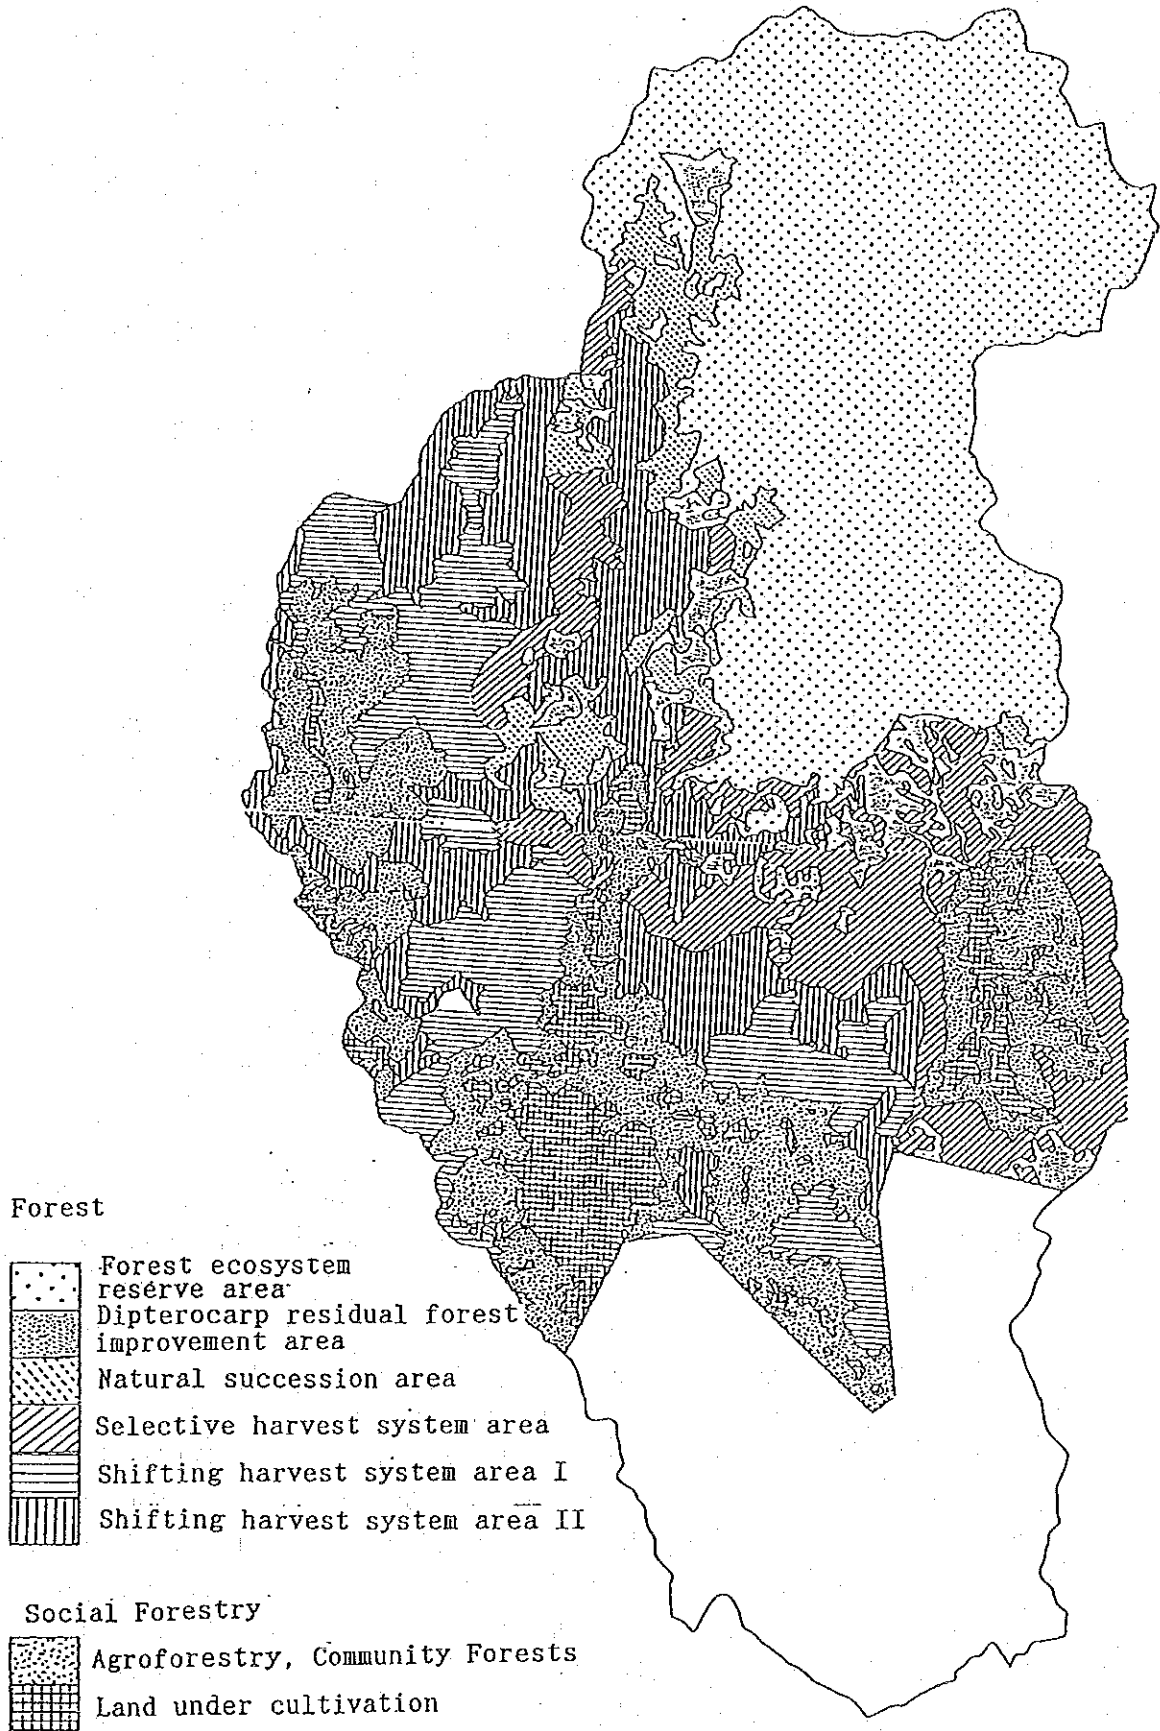 Forest
Forest ecosystem
reserve area
Dipterocarp residual forest
improvement area
Natural succession area
Selective harvest system area
Shifting harvest system area I
Shifting harvest system area II
Social Forestry
Agroforestry, Community Forests
Land under cultivation